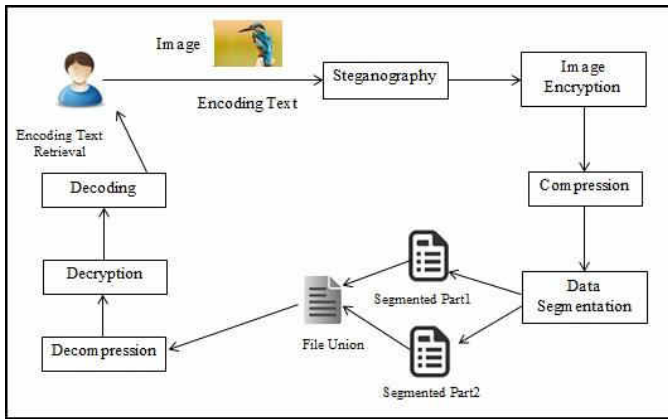 Image
Encoding Text
Steganography
Image
Encryption
Compression
Data
Segmentation
Segmented Part1
Segmented Part2
File Union
Decompression
Decryption
Decoding
Encoding Text
Retrieval